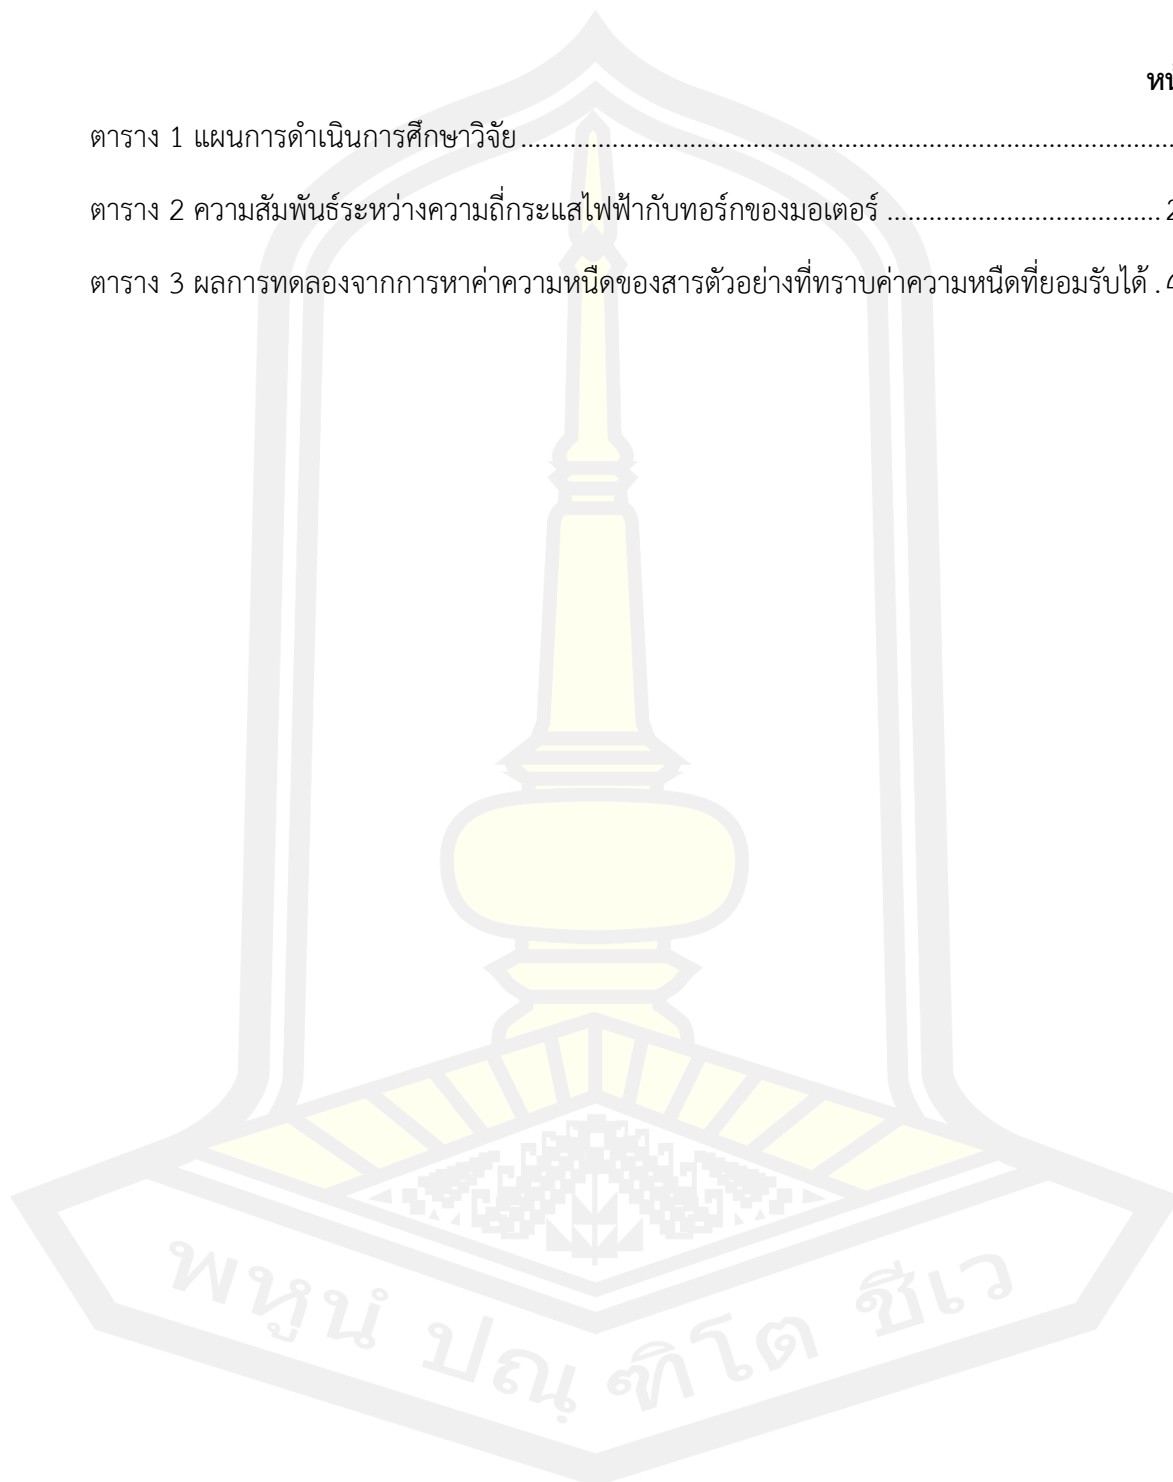 ตาราง 1 แผนการดำเนินการศึกษาวิจัย
ตาราง 2 ความสัมพันธ์ระหว่างความถี่กระแสไฟฟ้ากับทอร์กของมอเตอร์
ตาราง 3 ผลการทดลองจากการหาค่าความหนืดของสารตัวอย่างที่ทราบค่าความหนืดที่ยอมรับได้
พหูนํ ปณฺ ฑิโต ชีเว